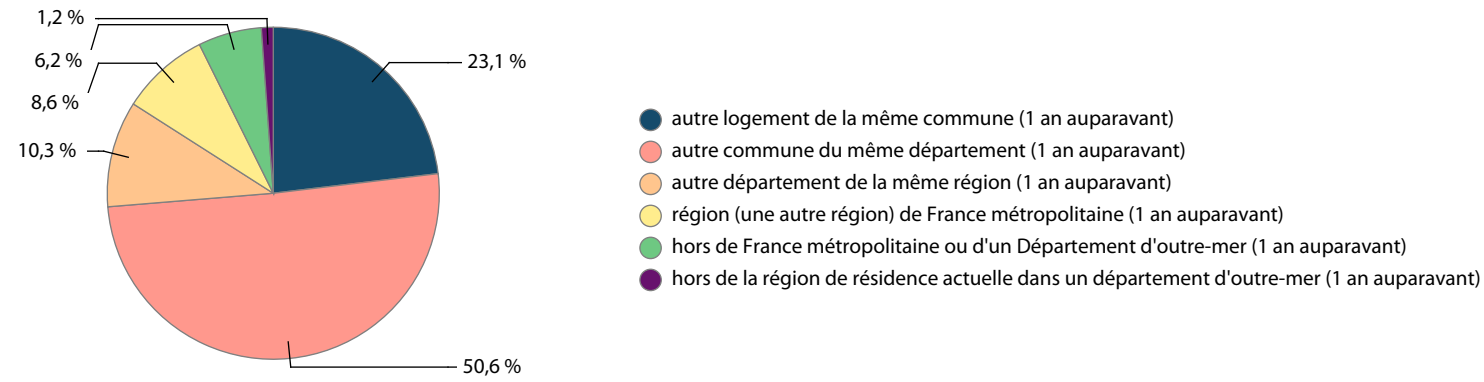 1,2 %
6,2 %
8,6 %
10,3 %
23,1 %
50,6 %
autre logement de la même commune (1 an auparavant)
autre commune du même département (1 an auparavant)
autre département de la même région (1 an auparavant)
région (une autre région) de France métropolitaine (1 an auparavant)
hors de France métropolitaine ou d'un Département d'outre-mer (1 an auparavant)
hors de la région de résidence actuelle dans un département d'outre-mer (1 an auparavant)